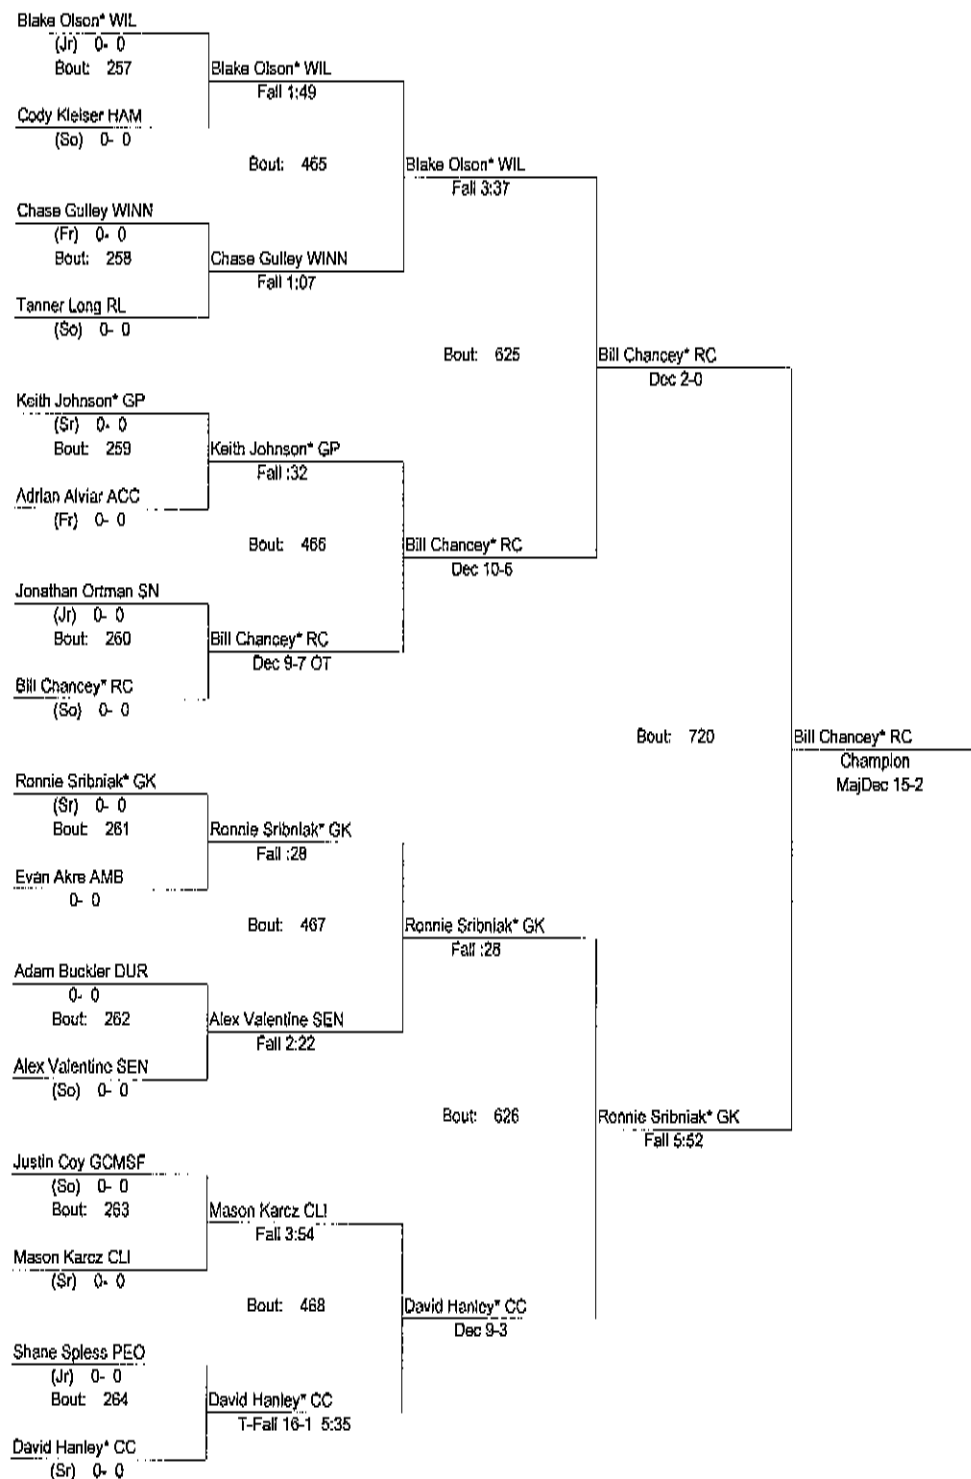 Blake Olson* WIL
(Jr) 0- 0
Bout: 257
Blake Olson* WIL
Fall 1:49
Cody Kleiser HAM
(So) 0- 0
Bout: 465
Blake Olson* WIL
Fall 3:37
Chase Gulley WINN
(Fr) 0- 0
Bout: 258
Chase Gulley WINN
Fall 1:07
Tanner Long RL
(So) 0- 0
Bout: 625
Bill Chancey* RC
Dec 2-0
Keith Johnson* GP
(Sr) 0- 0
Bout: 259
Keith Johnson* GP
Fall :32
Adrian Alviar ACC
(Fr) 0- 0
Bout: 466
Bill Chancey* RC
Dec 10-6
Jonathan Ortman SN
(Jr) 0- 0
Bout: 260
Bill Chancey* RC
Dec 9-7 OT
Bill Chancey* RC
(So) 0- 0
Bout: 720
Bill Chancey* RC
Champion
MajDec 15-2
Ronnie Sribniak* GK
(Sr) 0- 0
Bout: 261
Ronnie Sribniak* GK
Fall :28
Evan Akre AMB
0- 0
Bout: 467
Ronnie Sribniak* GK
Fall :28
Adam Buckler DUR
0- 0
Bout: 262
Alex Valentine SEN
Fall 2:22
Alex Valentine SEN
(So) 0- 0
Bout: 626
Ronnie Sribniak* GK
Fall 5:52
Justin Coy GCMSF
(So) 0- 0
Bout: 263
Mason Karcz CLI
Fall 3:54
Mason Karcz CLI
(Sr) 0- 0
Bout: 468
David Hanley* CC
Dec 9-3
Shane Spless PEO
(Jr) 0- 0
Bout: 264
David Hanley* CC
T-Fall 16-1 5:35
David Hanley* CC
(Sr) 0- 0